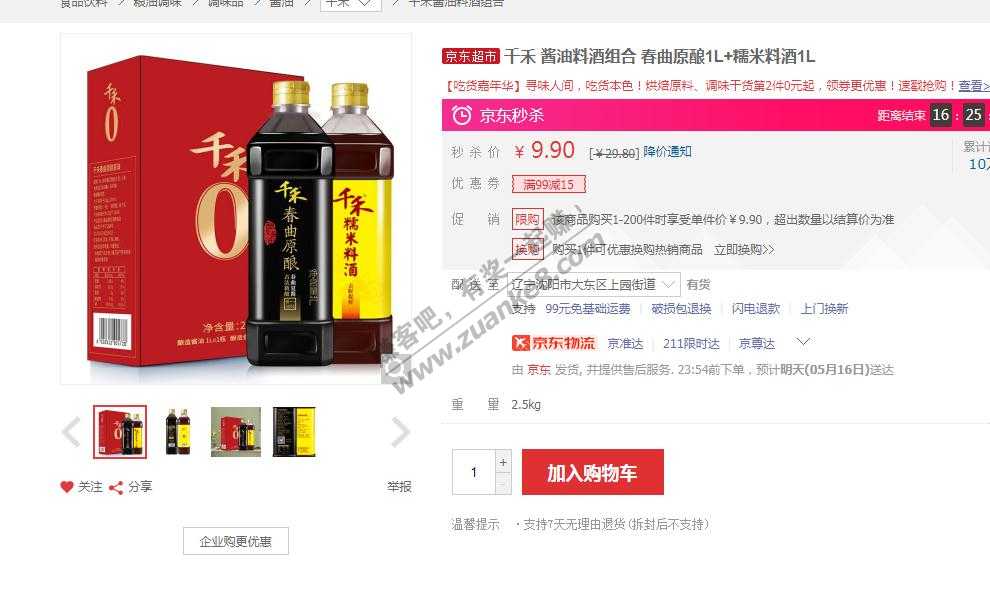 食品饮料 > 粮油调味 > 调味品 > 酱油 > 千禾 > 千禾酱油料酒组合
京东超市 千禾 酱油料酒组合 春曲原酿1L+糯米料酒1L
【吃货嘉年华】寻味人间，吃货本色！烘焙原料、调味干货第2件0元起，领券更优惠！速戳抢购！查看>
京东秒杀
距离结束 16 : 25 :
秒杀价 ￥9.90 [￥29.80] 降价通知
累计
10万
优惠券 满99减15
促销 限购 该商品购买1-200件时享受单件价￥9.90，超出数量以结算价为准
换购 购买1件可优惠换购热销商品 立即换购>>
配送至 辽宁沈阳市大东区上园街道 有货
支持 99元免基础运费 破损包退换 闪电退款 上门换新
京东物流 京准达 211限时达 京尊达
由 京东 发货, 并提供售后服务. 23:54前下单，预计明天(05月16日)送达
重量 2.5kg
1 + -
加入购物车
温馨提示 ·支持7天无理由退货(拆封后不支持)
千禾
0
千禾
0
千禾
春曲原酿
千禾
糯米料酒
净含量:2
关注 分享
举报
企业购更优惠
赚客吧，有奖一起赚！
www.zuanke8.com